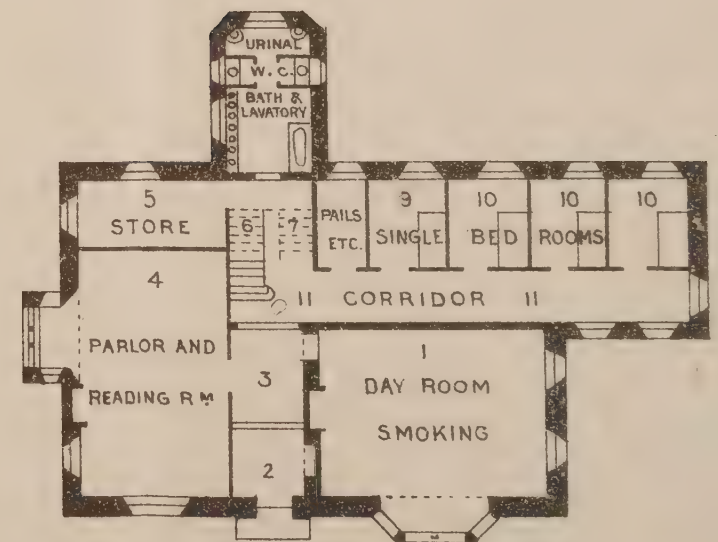 URINAL
W. C.
BATH &
LAVATORY
5
STORE
6
7
PAILS
ETC.
9
SINGLE
10
BED
10
ROOMS
10
4
PARLOR AND
READING RM
11 CORRIDOR 11
3
2
1
DAY ROOM
SMOKING